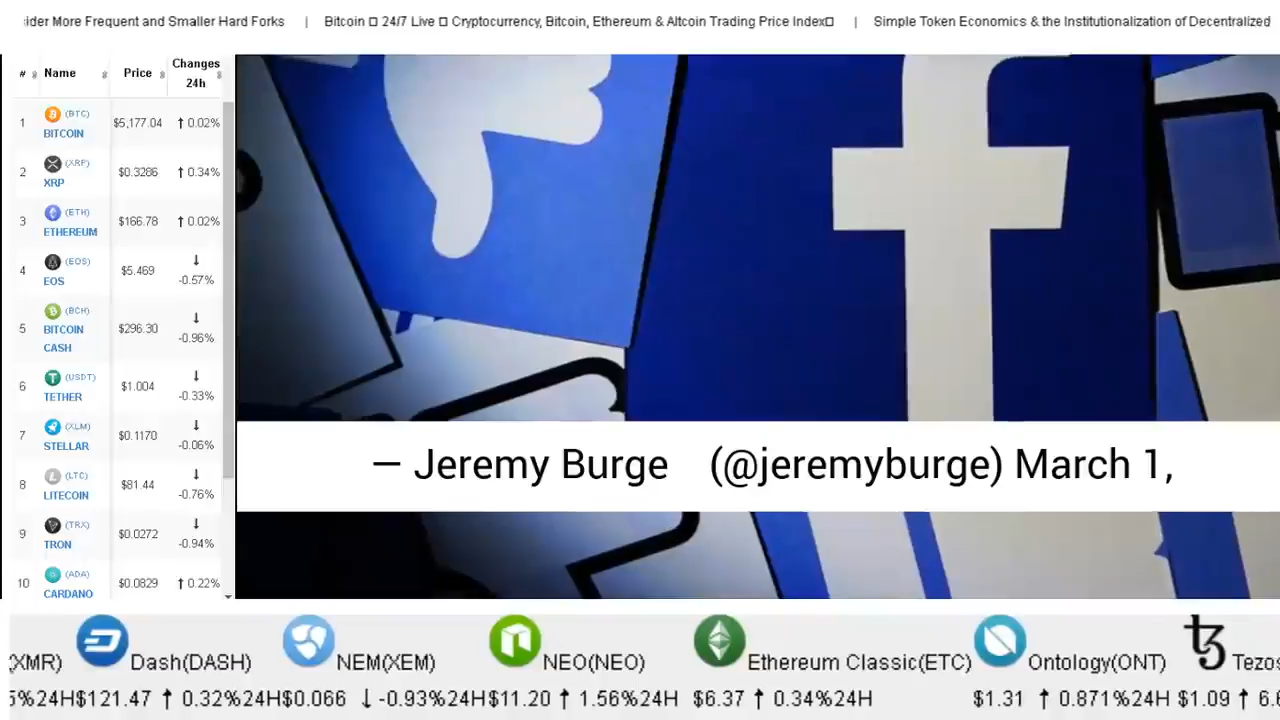 ider More Frequent and Smaller Hard Forks | Bitcoin □ 24/7 Live □ Cryptocurrency, Bitcoin, Ethereum & Altcoin Trading Price Index□ | Simple Token Economics & the Institutionalization of Decentralized
# Name Price Changes 24h
1 (BTC) BITCOIN $5,177.04 ↑ 0.02%
2 (XRP) XRP $0.3286 ↑ 0.34%
3 (ETH) ETHEREUM $166.78 ↑ 0.02%
4 (EOS) EOS $5.469 ↓ -0.57%
5 (BCH) BITCOIN CASH $296.30 ↓ -0.96%
6 (USDT) TETHER $1.004 ↓ -0.33%
7 (XLM) STELLAR $0.1170 ↓ -0.06%
8 (LTC) LITECOIN $81.44 ↓ -0.76%
9 (TRX) TRON $0.0272 ↓ -0.94%
10 (ADA) CARDANO $0.0829 ↑ 0.22%
— Jeremy Burge (@jeremyburge) March 1,
(XMR) Dash(DASH) NEM(XEM) NEO(NEO) Ethereum Classic(ETC) Ontology(ONT) Tezos
5%24H$121.47 ↑ 0.32%24H$0.066 ↓ -0.93%24H$11.20 ↑ 1.56%24H $6.37 ↑ 0.34%24H $1.31 ↑ 0.871%24H $1.09 ↑ 6.